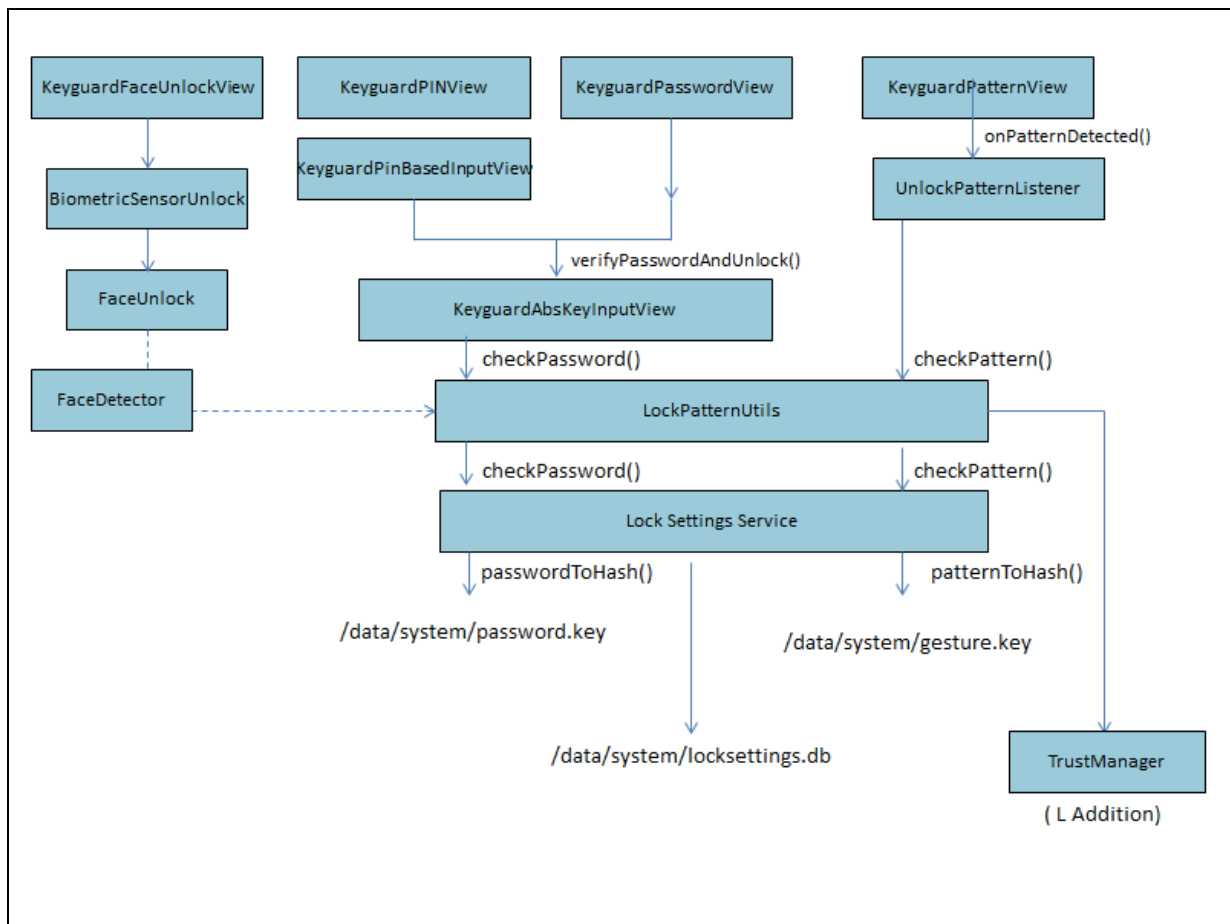 KeyguardFaceUnlockView
KeyguardPINView
KeyguardPasswordView
KeyguardPatternView
onPatternDetected()
KeyguardPinBasedInputView
BiometricSensorUnlock
UnlockPatternListener
verifyPasswordAndUnlock()
FaceUnlock
KeyguardAbsKeyInputView
checkPassword()
checkPattern()
FaceDetector
LockPatternUtils
checkPassword()
checkPattern()
Lock Settings Service
passwordToHash()
patternToHash()
/data/system/password.key
/data/system/gesture.key
/data/system/locksettings.db
TrustManager
( L Addition)